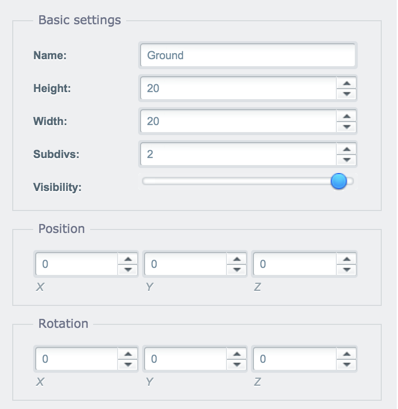 Basic settings
Name: Ground
Height: 20
Width: 20
Subdivs: 2
Visibility:
Position
0 0 0
X Y Z
Rotation
0 0 0
X Y Z